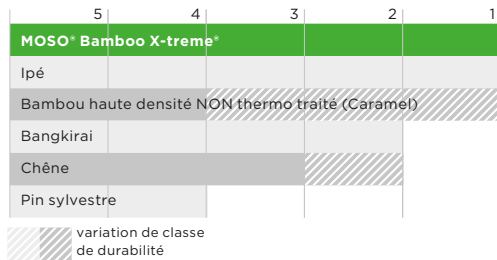 5 4 3 2 1
MOSO® Bamboo X-treme®
Ipé
Bambou haute densité NON thermo traité (Caramel)
Bangkirai
Chêne
Pin sylvestre
variation de classe
de durabilité